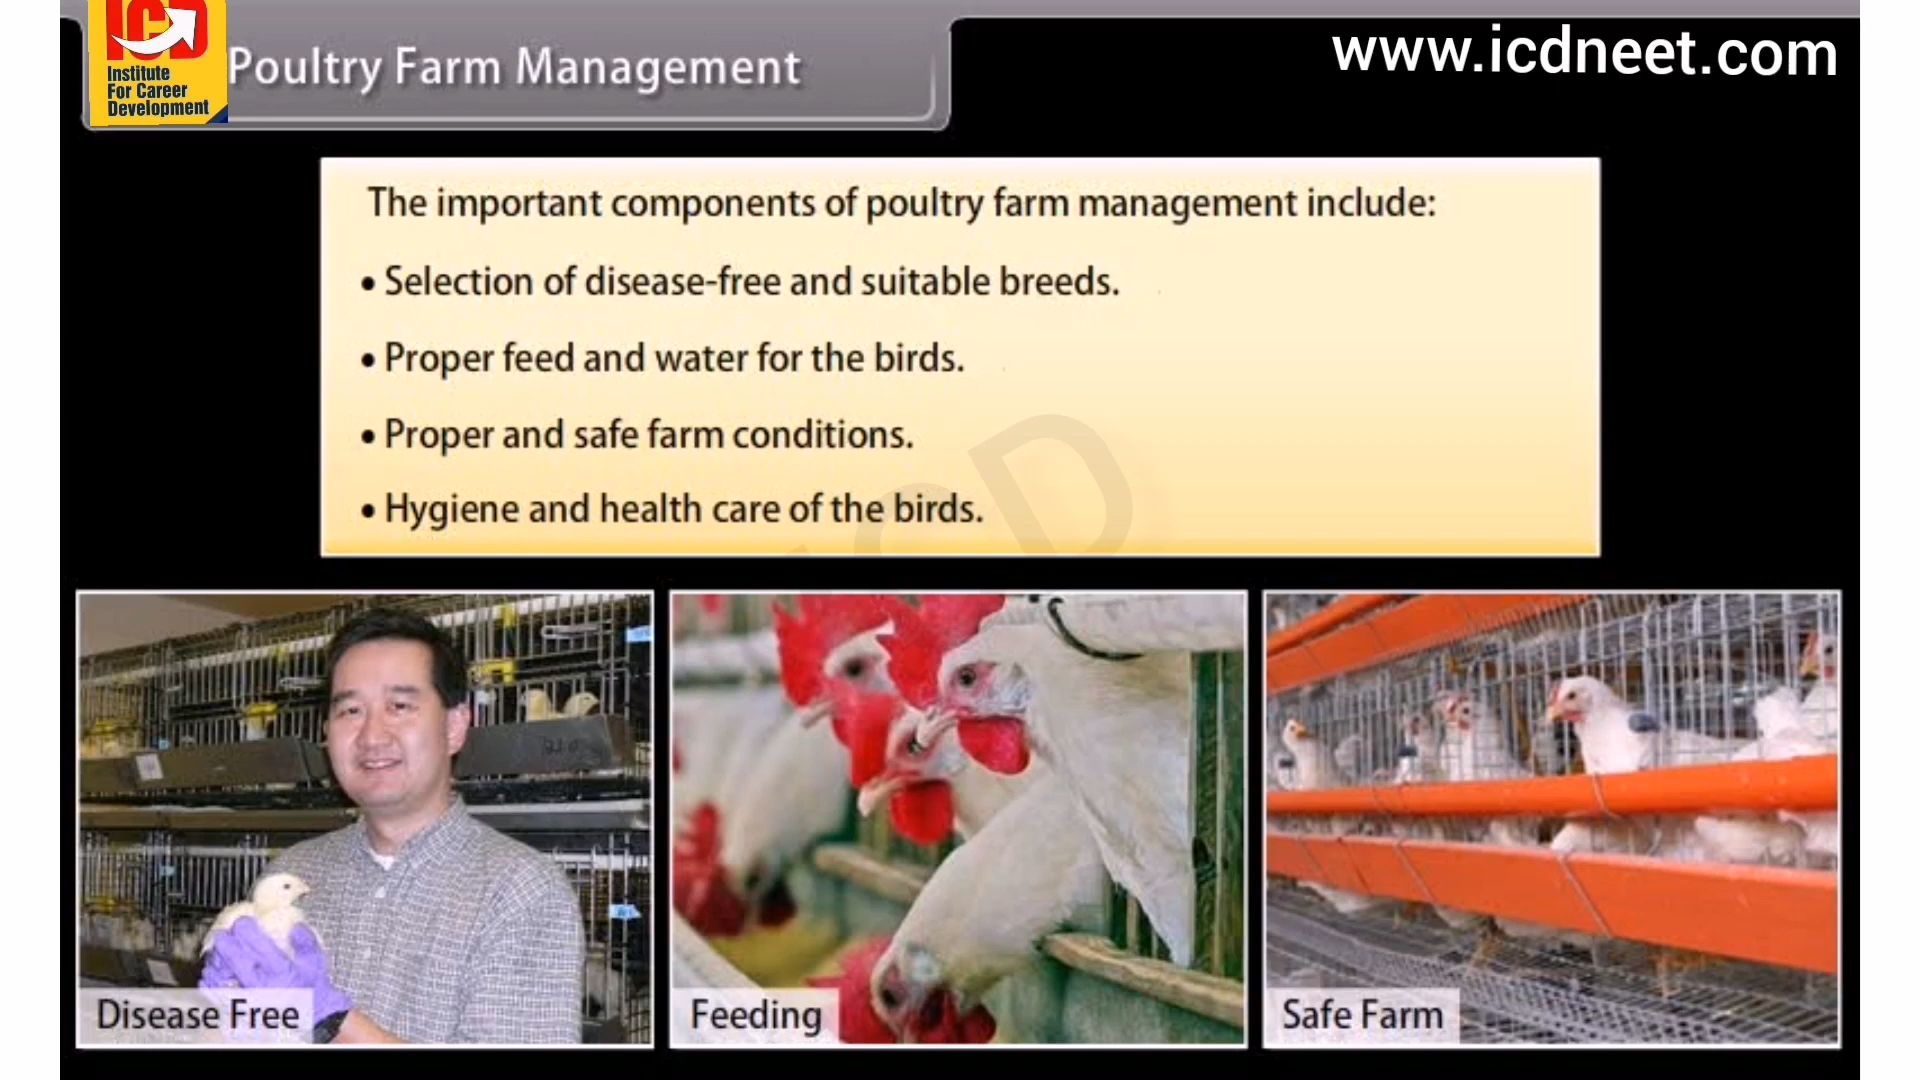 ICD
Institute
For Career
Development
Poultry Farm Management
www.icdneet.com
The important components of poultry farm management include:
• Selection of disease-free and suitable breeds.
• Proper feed and water for the birds.
• Proper and safe farm conditions.
• Hygiene and health care of the birds.
ICD
Disease Free
Feeding
Safe Farm